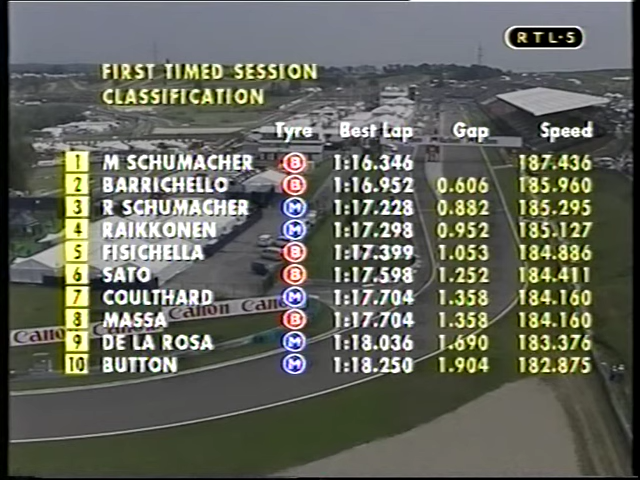 RTL-5
FIRST TIMED SESSION
CLASSIFICATION
Tyre Best Lap Gap Speed
1 M SCHUMACHER B 1:16.346 187.436
2 BARRICHELLO B 1:16.952 0.606 185.960
3 R SCHUMACHER M 1:17.228 0.882 185.295
4 RAIKKONEN M 1:17.298 0.952 185.127
5 FISICHELLA B 1:17.399 1.053 184.886
6 SATO B 1:17.598 1.252 184.411
7 COULTHARD M 1:17.704 1.358 184.160
8 MASSA B 1:17.704 1.358 184.160
9 DE LA ROSA M 1:18.036 1.690 183.376
10 BUTTON M 1:18.250 1.904 182.875
Canon Canon Can